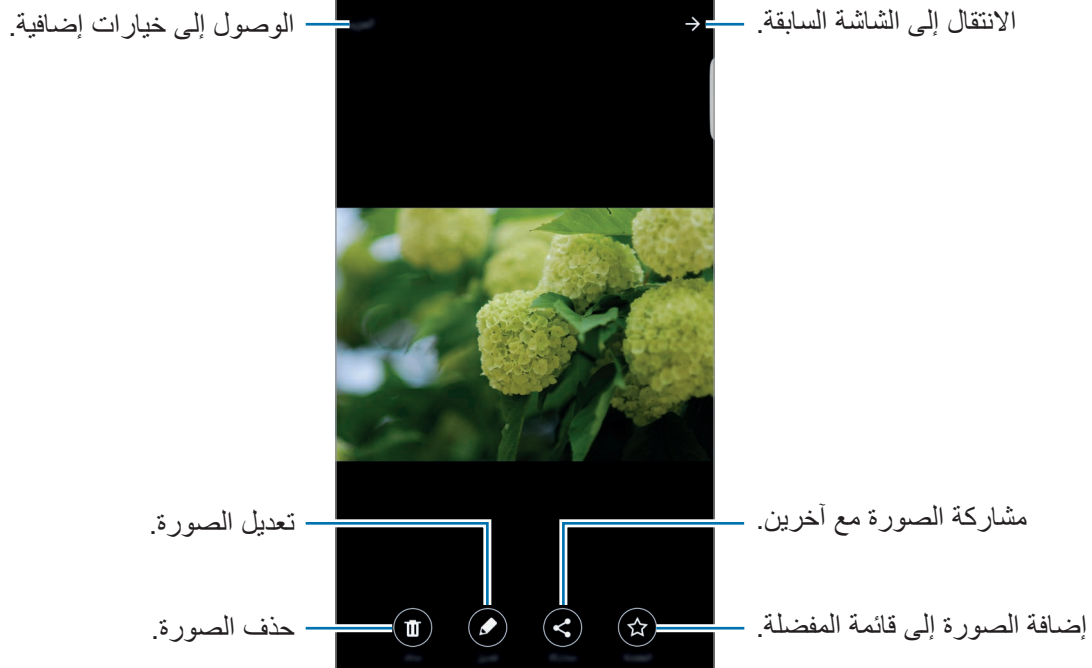 الانتقال إلى الشاشة السابقة.
الوصول إلى خيارات إضافية.
مشاركة الصورة مع آخرين.
تعديل الصورة.
إضافة الصورة إلى قائمة المفضلة.
حذف الصورة.